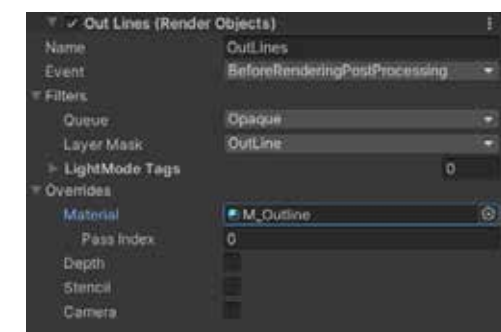 Out Lines (Render Objects)
Name OutLines
Event BeforeRenderingPostProcessing
Filters
Queue Opaque
Layer Mask OutLine
LightMode Tags 0
Overrides
Material M_Outline
Pass Index 0
Depth
Stencil
Camera